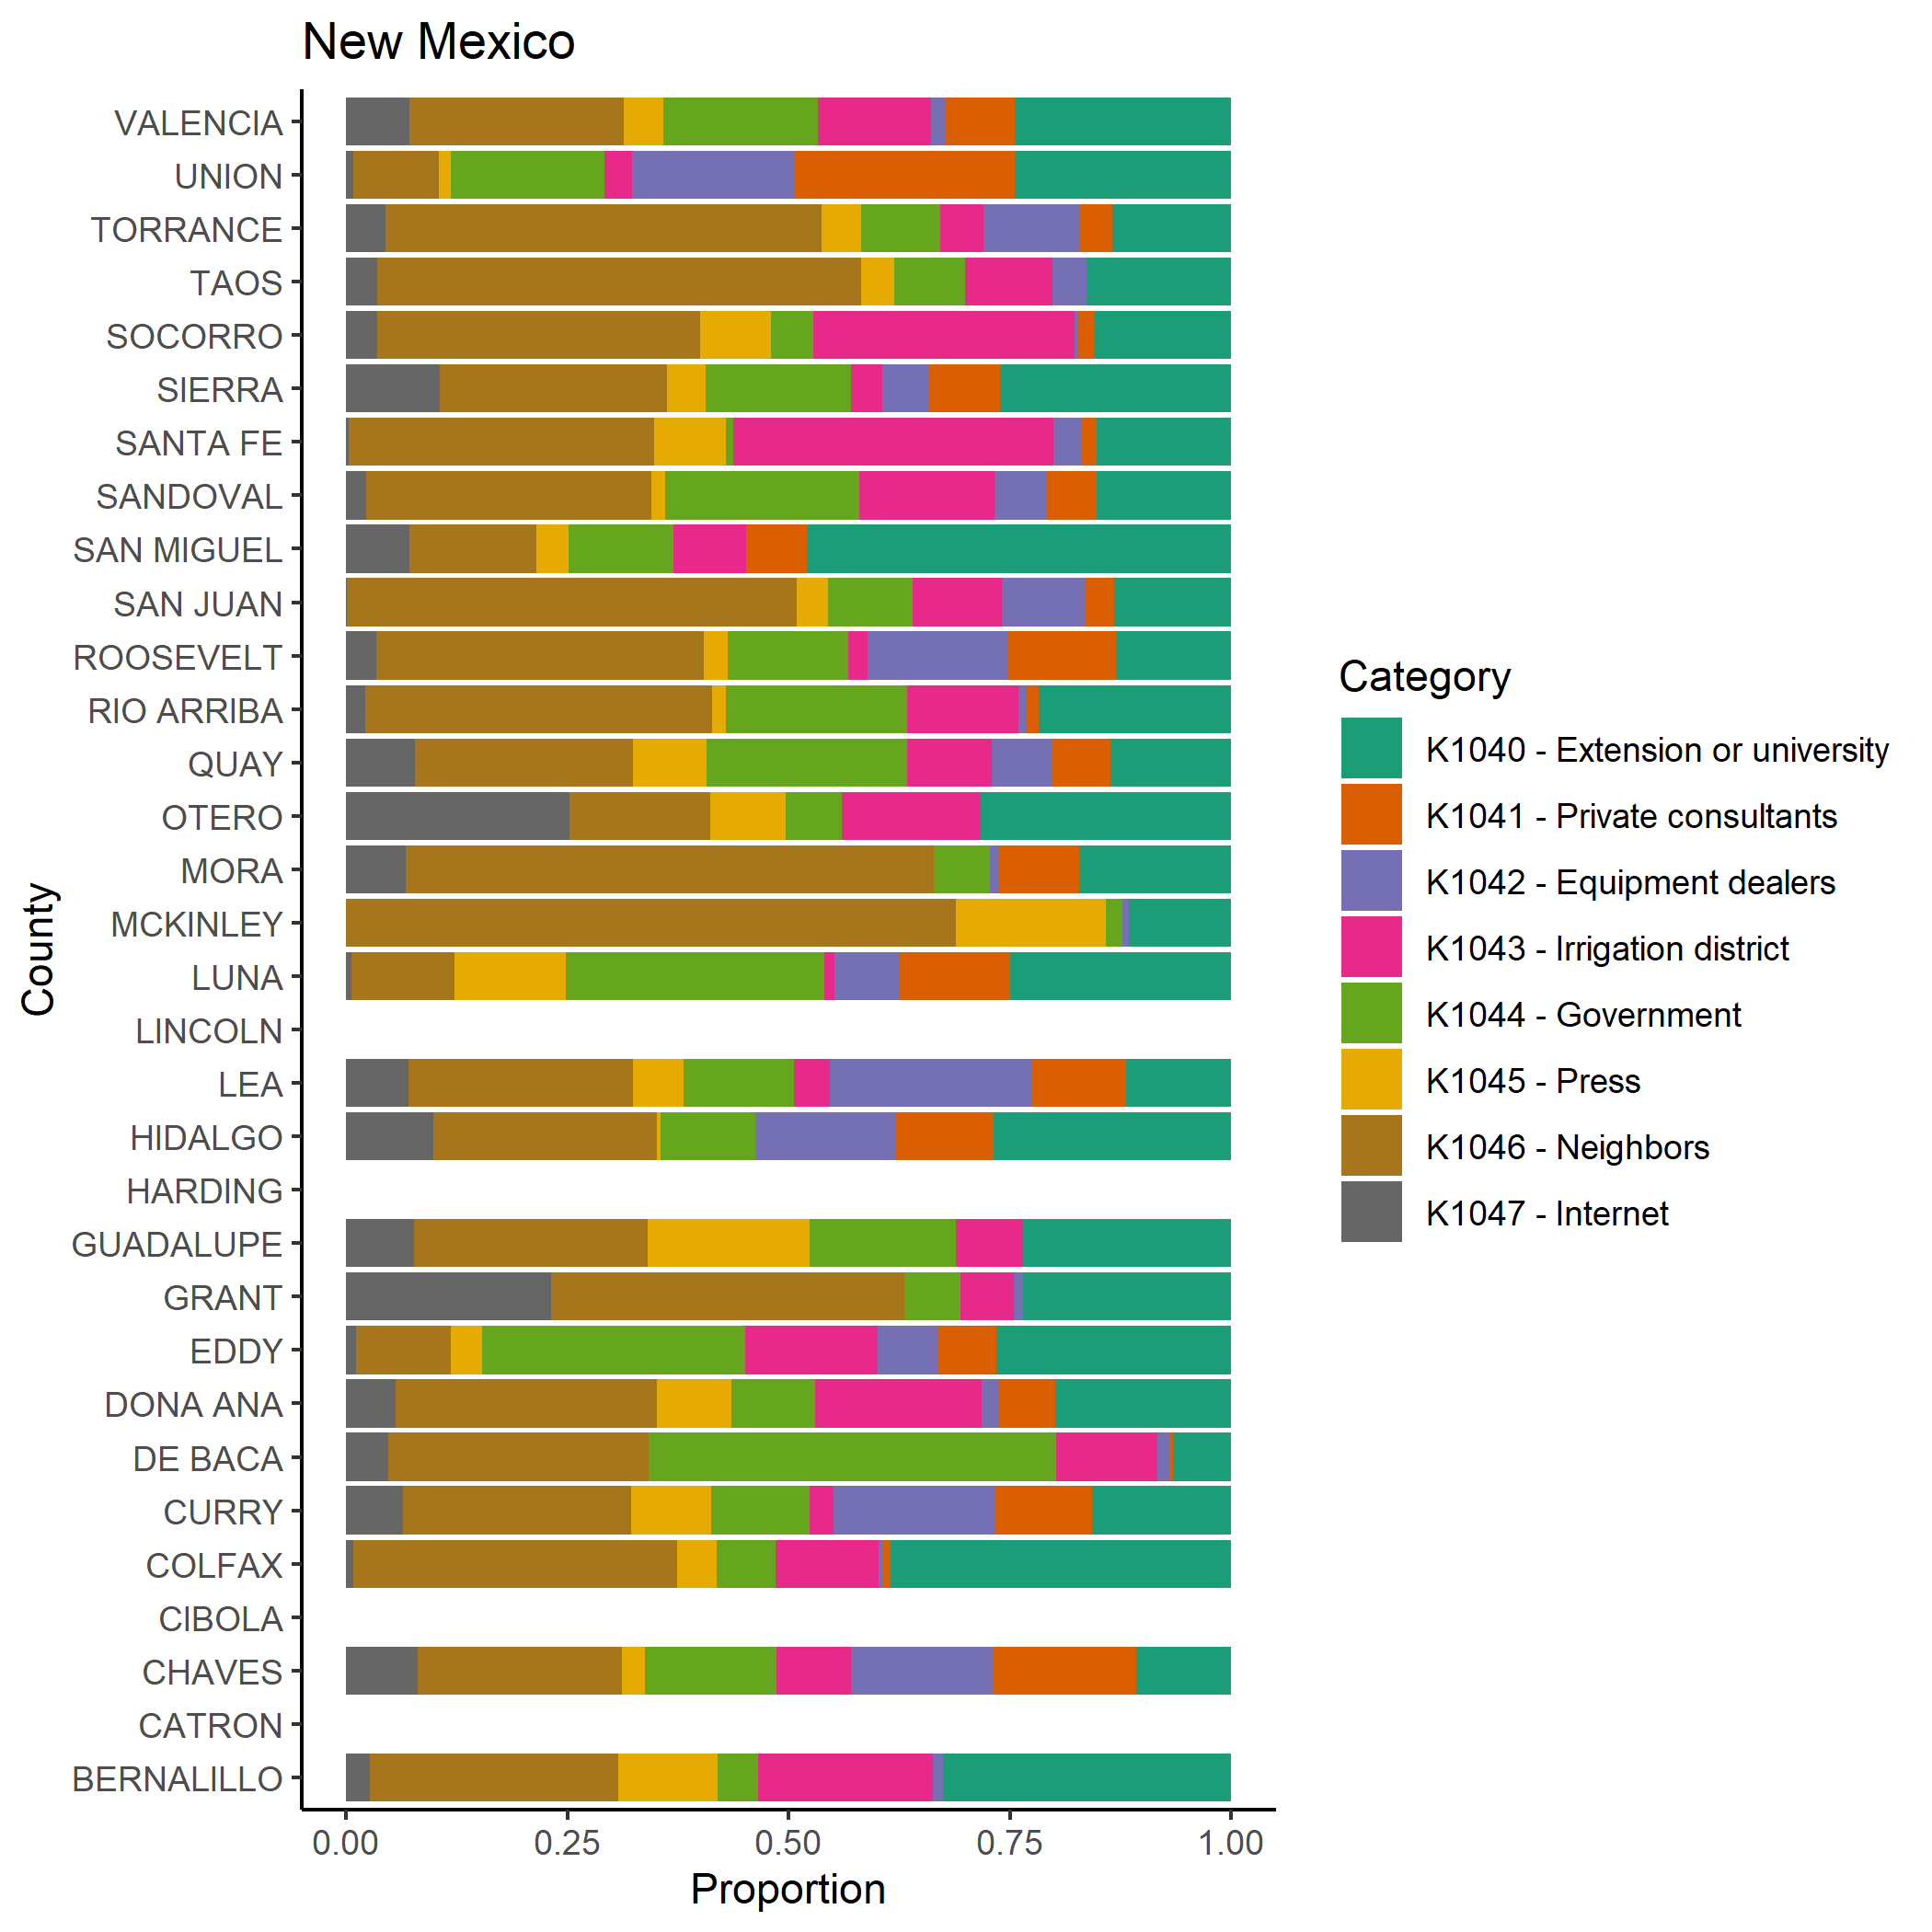 New Mexico
VALENCIA
UNION
TORRANCE
TAOS
SOCORRO
SIERRA
SANTA FE
SANDOVAL
SAN MIGUEL
SAN JUAN
ROOSEVELT
RIO ARRIBA
QUAY
OTERO
MORA
MCKINLEY
LUNA
LINCOLN
LEA
HIDALGO
HARDING
GUADALUPE
GRANT
EDDY
DONA ANA
DE BACA
CURRY
COLFAX
CIBOLA
CHAVES
CATRON
BERNALILLO
County
0.00 0.25 0.50 0.75 1.00
Proportion
Category
K1040 - Extension or university
K1041 - Private consultants
K1042 - Equipment dealers
K1043 - Irrigation district
K1044 - Government
K1045 - Press
K1046 - Neighbors
K1047 - Internet